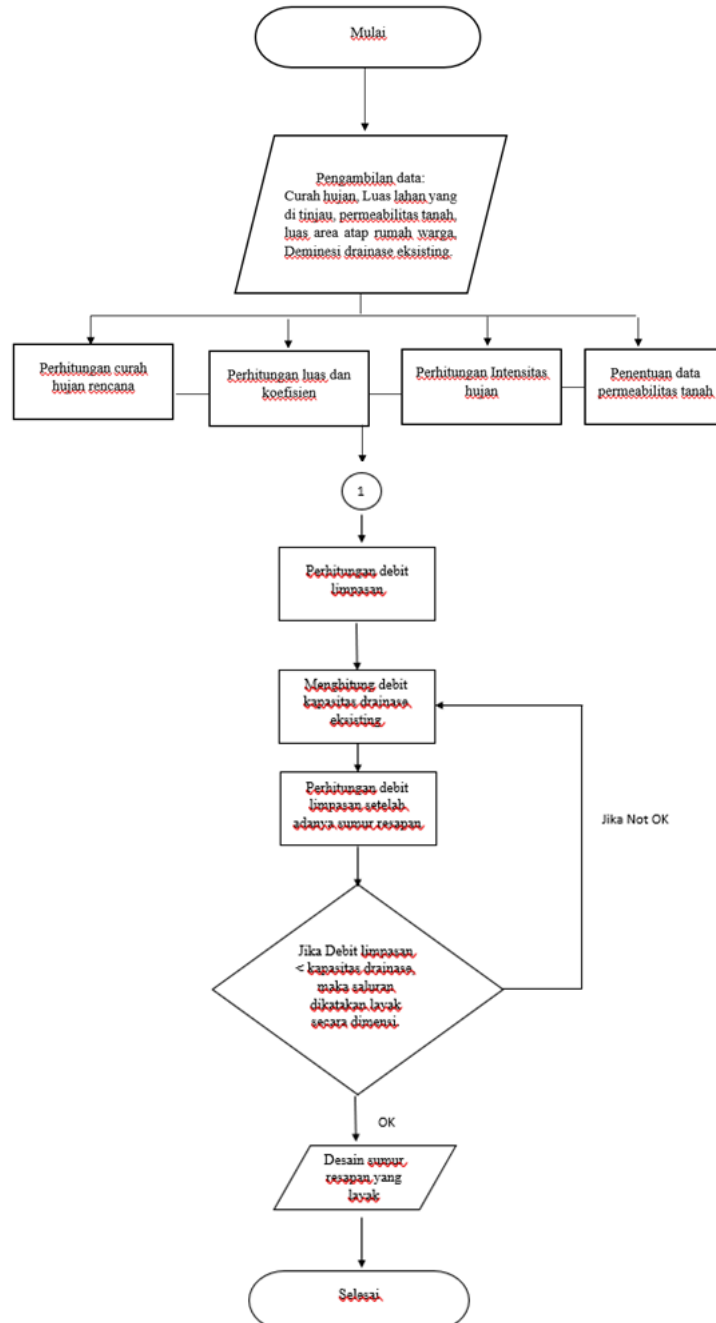 Mulai
Pengambilan data:
Curah hujan, Luas lahan yang
di tinjau, permeabilitas tanah,
luas area atap rumah warga,
Deminesi drainase eksisting.
Perhitungan curah
hujan rencana
Perhitungan luas dan
koefisien
Perhitungan Intensitas
hujan
Penentuan data
permeabilitas tanah
1
Perhitungan debit
limpasan
Menghitung debit
kapasitas drainase
eksisting
Perhitungan debit
limpasan setelah
adanya sumur resapan
Jika Not OK
Jika Debit limpasan
< kapasitas drainase,
maka saluran
dikatakan layak
secara dimensi.
OK
Desain sumur
resapan yang
layak
Selesai